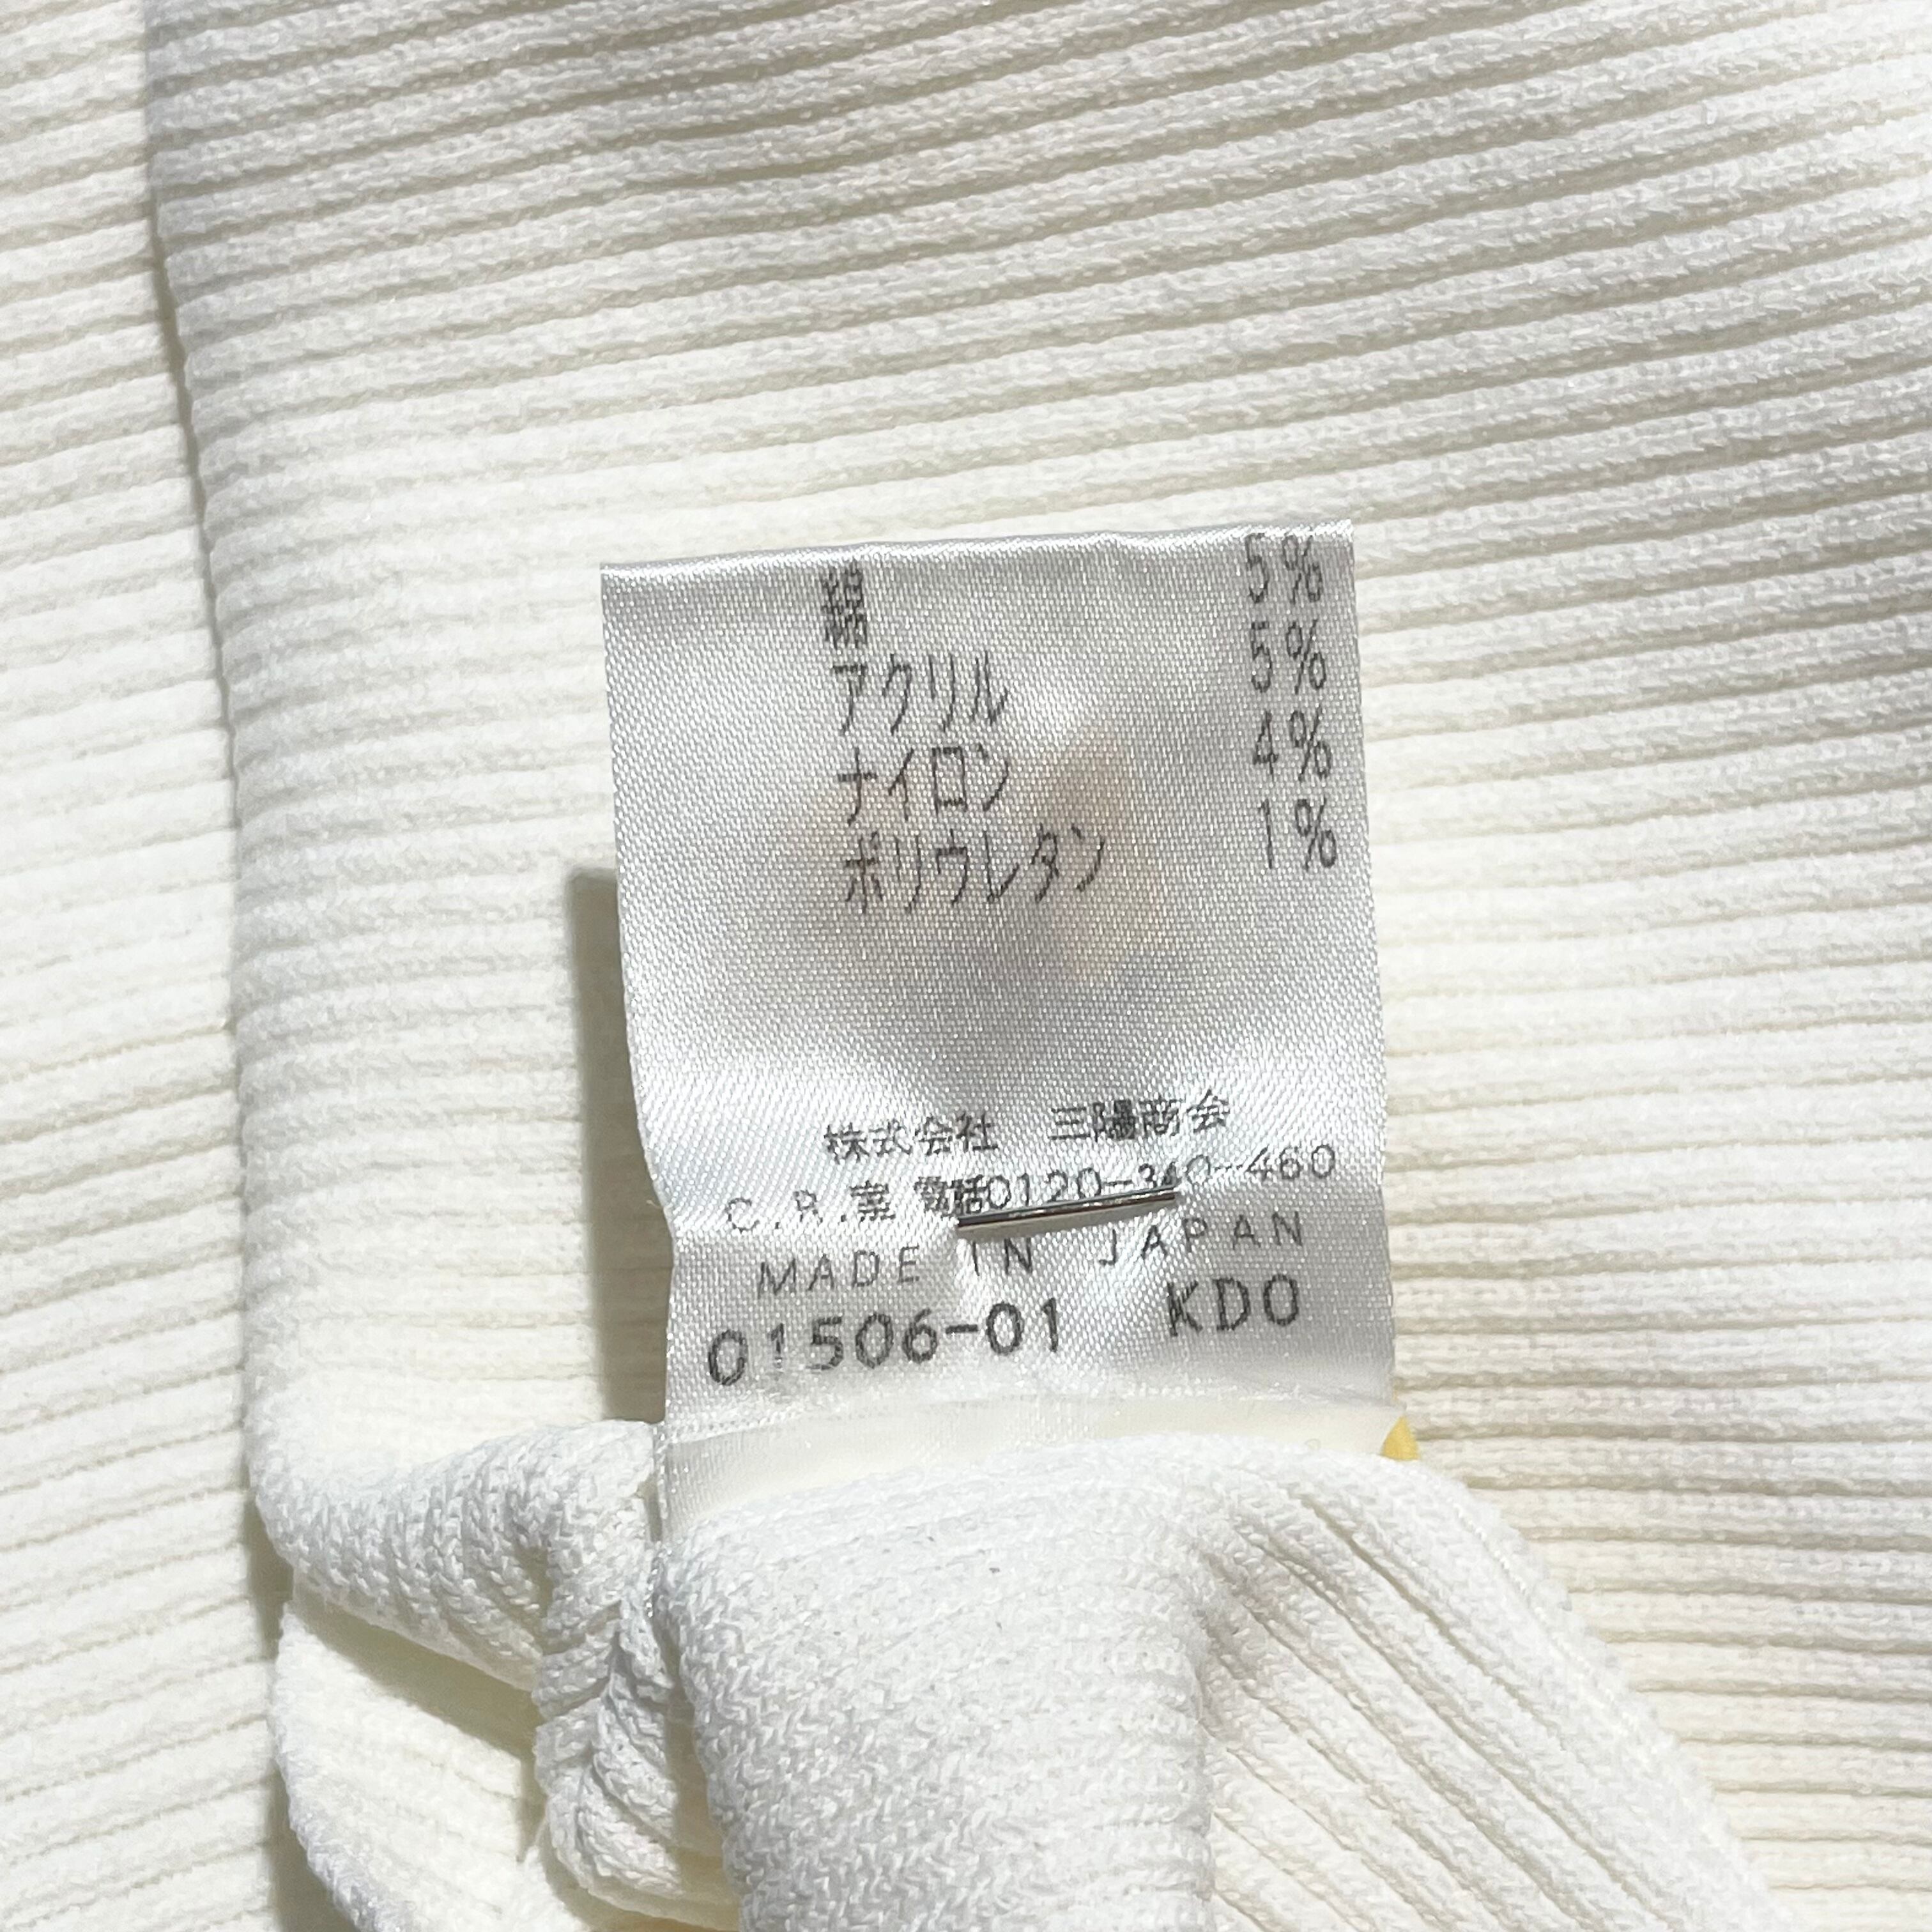 綿 5%
アクリル 5%
ナイロン 4%
ポリウレタン 1%
株式会社 三陽商会
C.R.室 電話0120-340-460
MADE IN JAPAN
01506-01 KDO